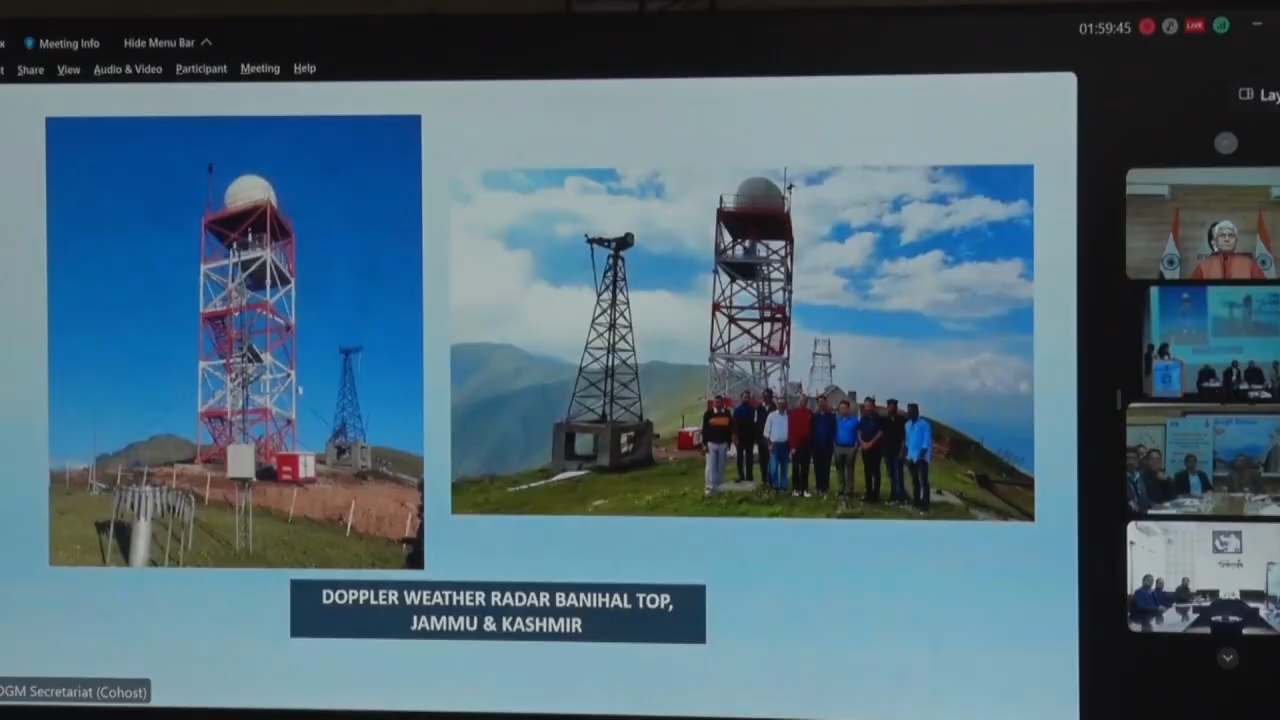 Meeting Info
Hide Menu Bar
01:59:45
LIVE
Share
View
Audio & Video
Participant
Meeting
Help
DOPPLER WEATHER RADAR BANIHAL TOP,
JAMMU & KASHMIR
DGM Secretariat (Cohost)